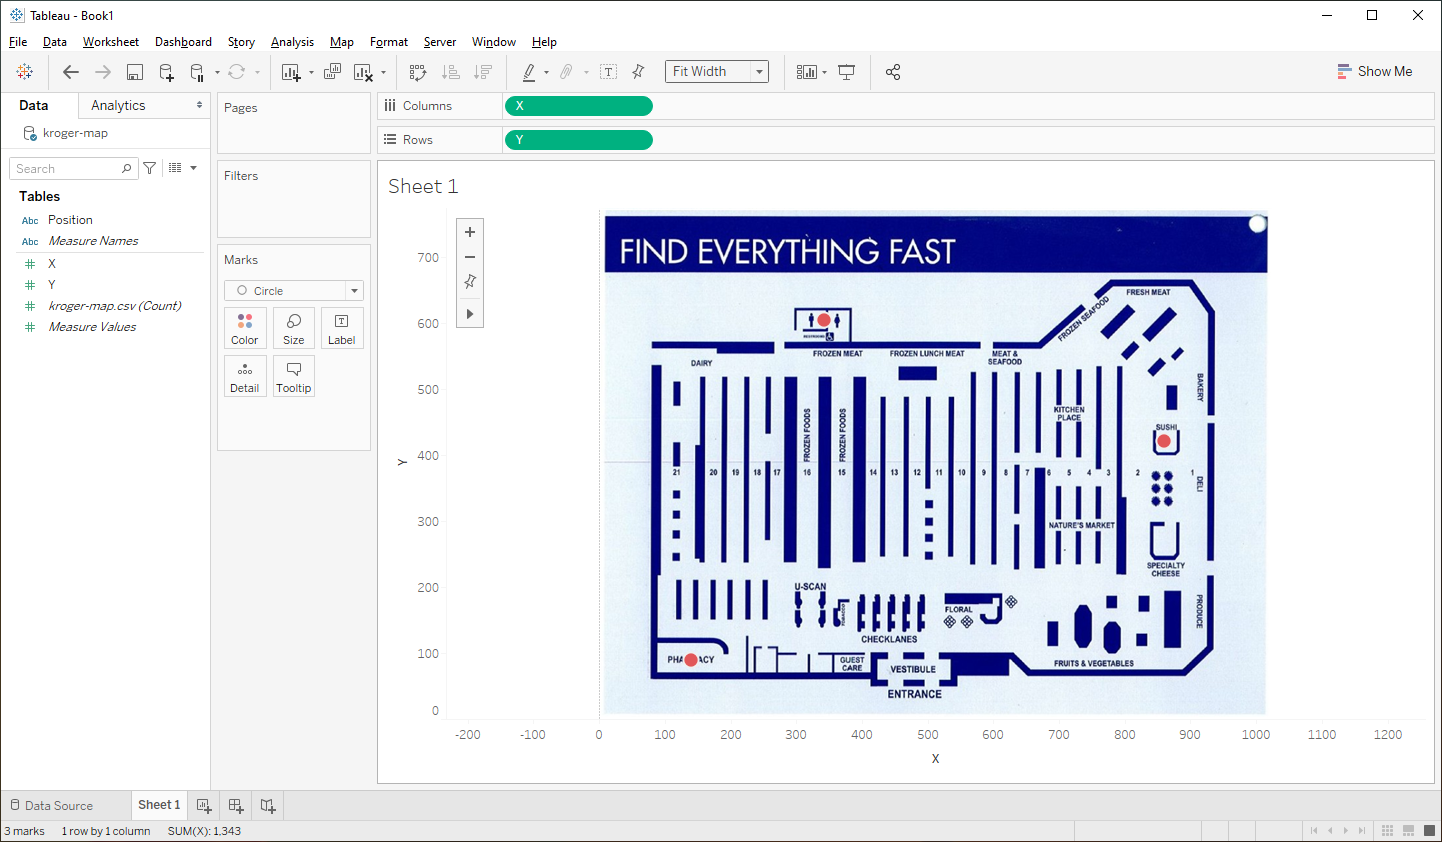 Tableau - Book1
File Data Worksheet Dashboard Story Analysis Map Format Server Window Help
Fit Width
Show Me
Data Analytics
kroger-map
Search
Tables
Abc Position
Abc Measure Names
# X
# Y
# kroger-map.csv (Count)
# Measure Values
Pages
Filters
Marks
Circle
Color Size Label
Detail Tooltip
Columns X
Rows Y
Sheet 1
FIND EVERYTHING FAST
FRESH MEAT
FROZEN SEAFOOD
RESTROOMS
DAIRY
FROZEN MEAT
FROZEN LUNCH MEAT
MEAT &
SEAFOOD
BAKERY
KITCHEN
PLACE
FROZEN FOODS
FROZEN FOODS
SUSHI
21 20 19 18 17 16 15 14 13 12 11 10 9 8 7 6 5 4 3 2 1
DELI
NATURE'S MARKET
SPECIALTY
CHEESE
U-SCAN
TOBACCO
FLORAL
PRODUCE
CHECKLANES
PHA ACY
GUEST
CARE
VESTIBULE
FRUITS & VEGETABLES
ENTRANCE
700
600
500
400
300
200
100
0
Y
-200 -100 0 100 200 300 400 500 600 700 800 900 1000 1100 1200
X
Data Source Sheet 1
3 marks 1 row by 1 column SUM(X): 1,343